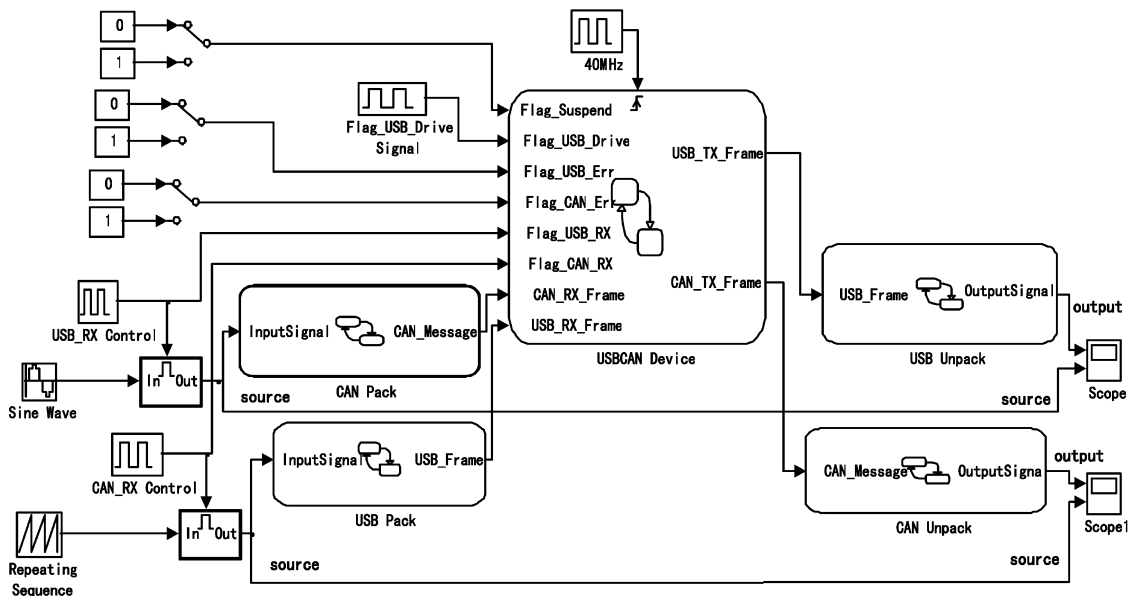 0
1
40MHz
0
1
Flag_USB_Drive
Signal
0
1
Flag_Suspend
Flag_USB_Drive
Flag_USB_Err
Flag_CAN_Err
Flag_USB_RX
Flag_CAN_RX
CAN_RX_Frame
USB_RX_Frame
USB_TX_Frame
CAN_TX_Frame
USBCAN Device
USB_RX Control
InputSignal
CAN_Message
CAN Pack
USB_Frame
OutputSignal
USB Unpack
output
Scope
Sine Wave
In
Out
source
source
CAN_RX Control
InputSignal
USB_Frame
USB Pack
CAN_Message
OutputSigna
CAN Unpack
output
Scope1
Repeating
Sequence
In
Out
source
source